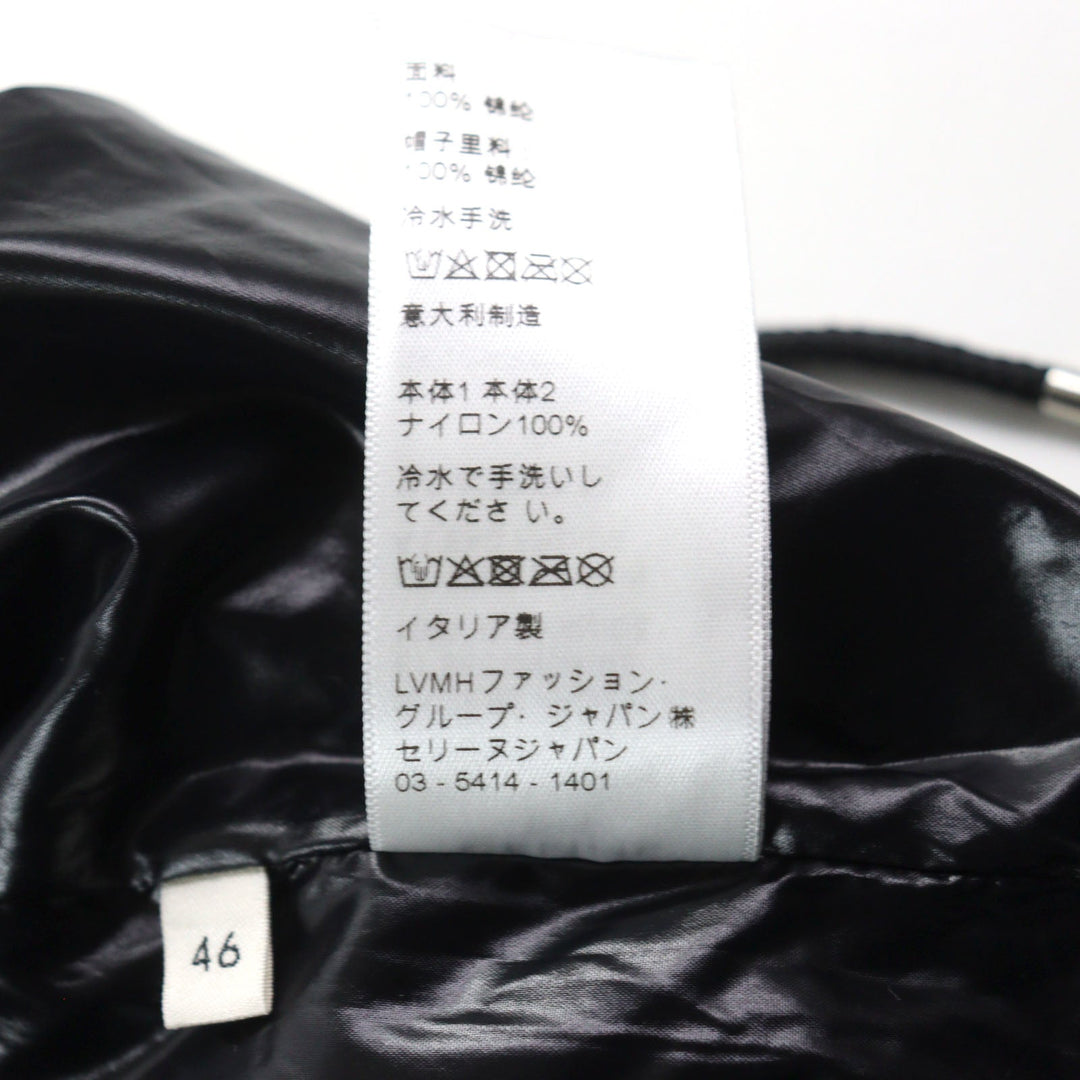 面料
100% 锦纶
帽子里料
100% 锦纶
冷水手洗
意大利制造
本体1 本体2
ナイロン100%
冷水で手洗いし
てくださ い。
イタリア製
LVMHファッション·
グループ· ジャパン㈱
セリーヌジャパン
03 - 5414 - 1401
46